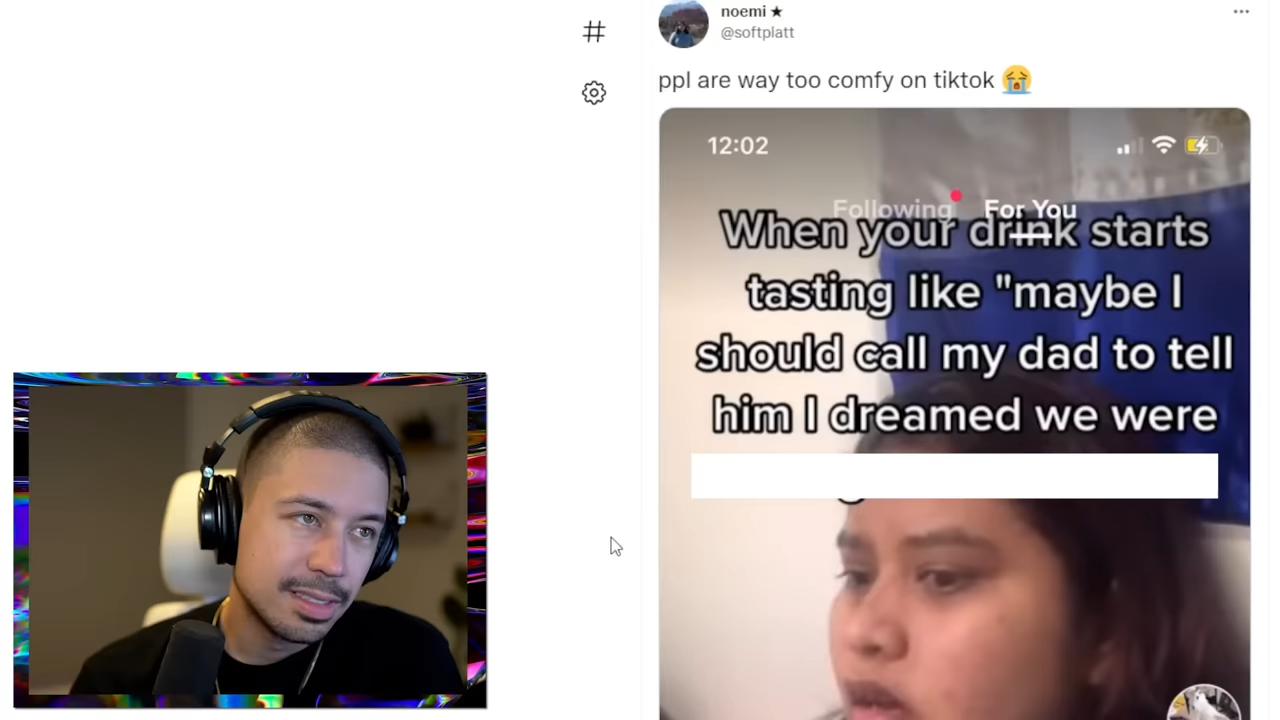 #
noemi ★
@softplatt
ppl are way too comfy on tiktok 😭
12:02
Following
For You
When your drink starts
tasting like "maybe I
should call my dad to tell
him I dreamed we were